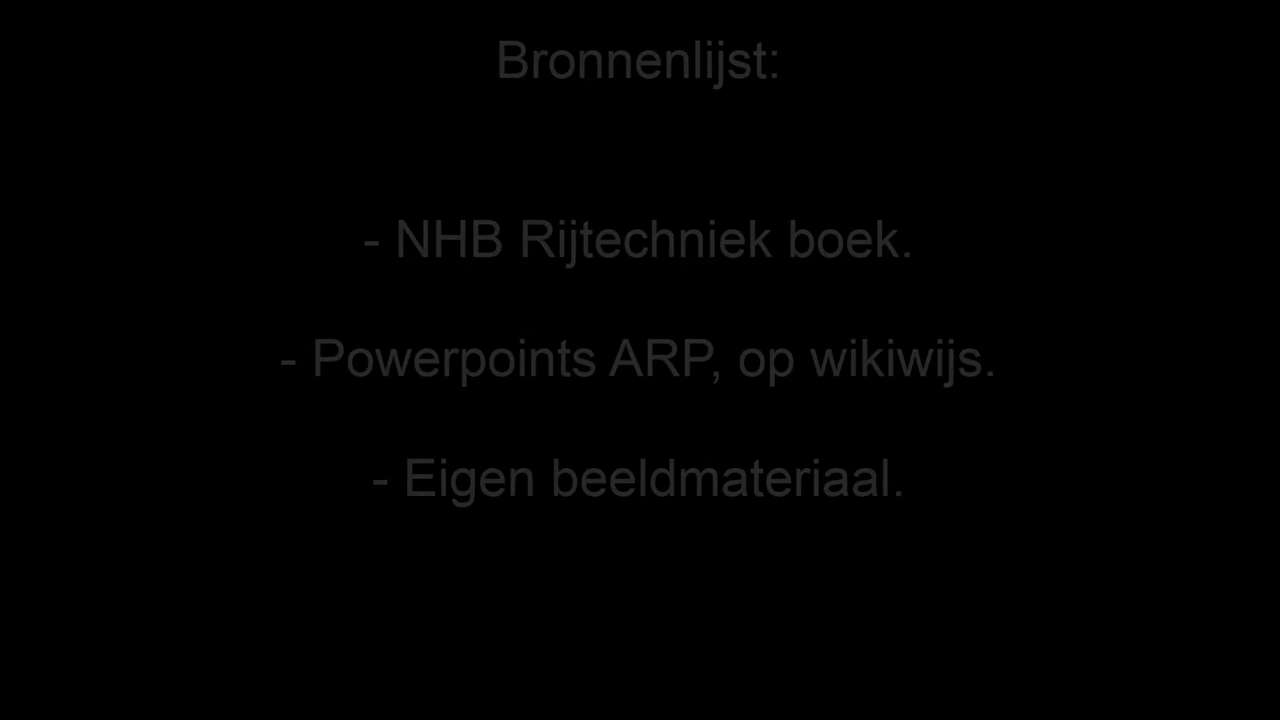 Bronnenlijst:
- NHB Rijtechniek boek.
- Powerpoints ARP, op wikiwijs.
- Eigen beeldmateriaal.